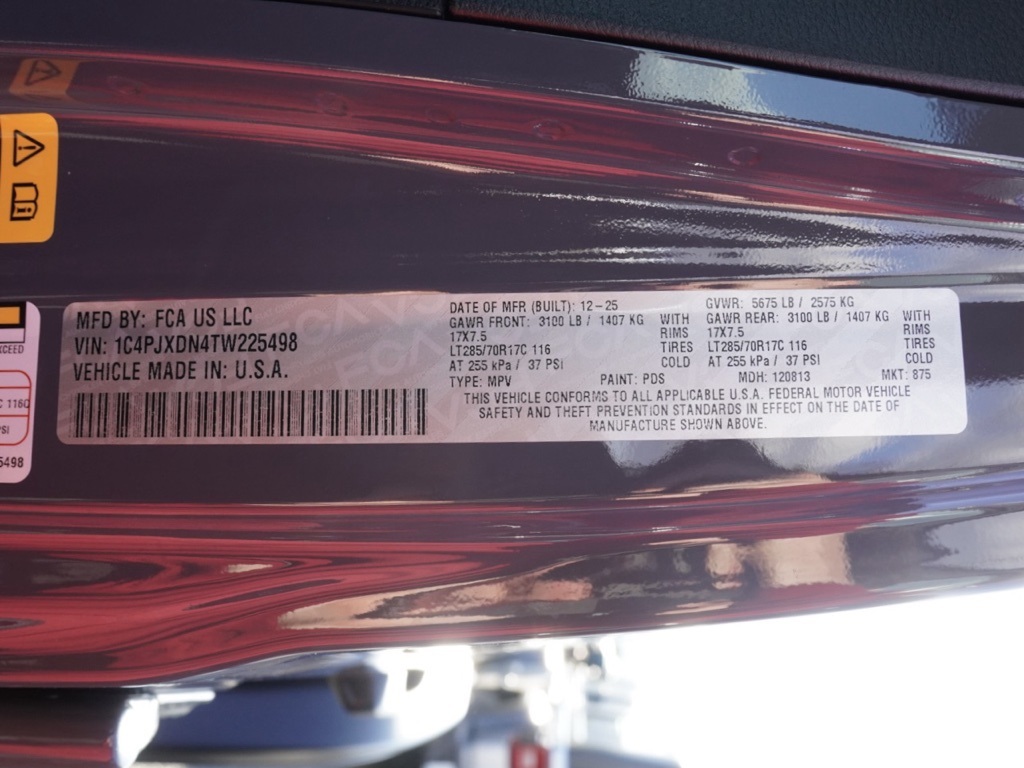 MFD BY: FCA US LLC
VIN: 1C4PJXDN4TW225498
VEHICLE MADE IN: U.S.A.
DATE OF MFR (BUILT): 12-25
GAWR FRONT: 3100 LB / 1407 KG WITH
17X7.5 RIMS
LT285/70R17C 116 TIRES
AT 255 kPa / 37 PSI COLD
GVWR: 5675 LB / 2575 KG
GAWR REAR: 3100 LB / 1407 KG WITH
17X7.5 RIMS
LT285/70R17C 116 TIRES
AT 255 kPa / 37 PSI COLD
TYPE: MPV PAINT: PDS MDH: 120813 MKT: 875
THIS VEHICLE CONFORMS TO ALL APPLICABLE U.S.A. FEDERAL MOTOR VEHICLE
SAFETY AND THEFT PREVENTION STANDARDS IN EFFECT ON THE DATE OF
MANUFACTURE SHOWN ABOVE.
XCEED
C 116C
PSI
5498